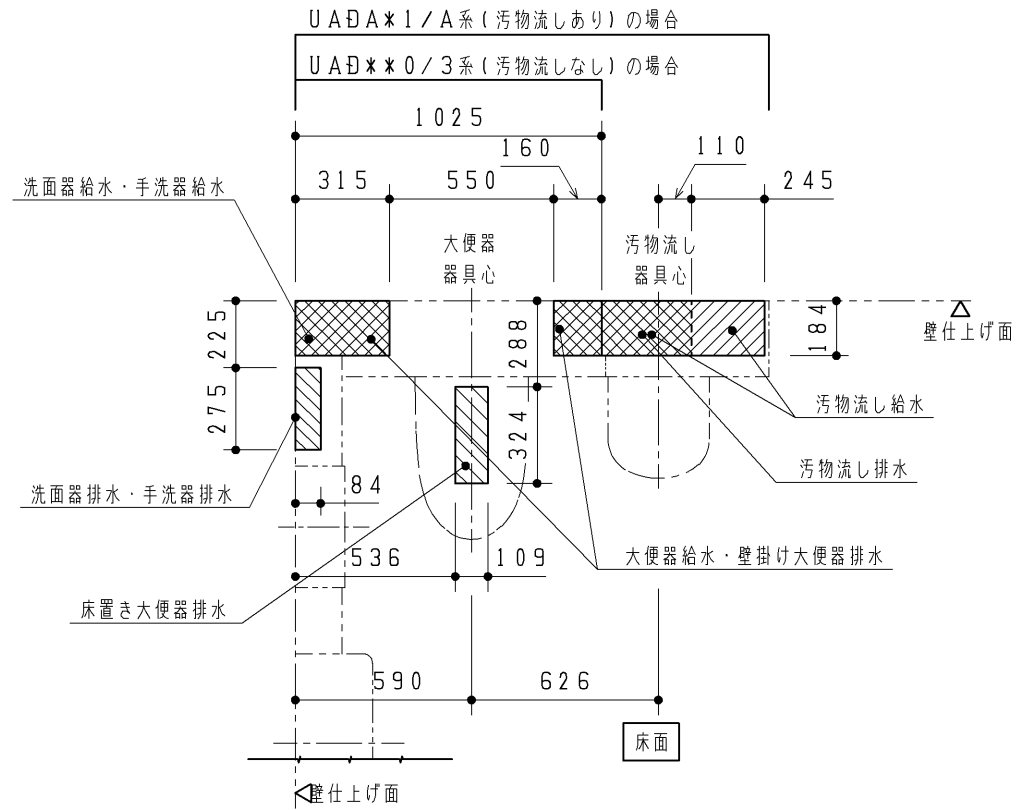 UADA*1/A系(汚物流しあり)の場合
UAD**0/3系(汚物流しなし)の場合
1025
160
110
315
550
245
洗面器給水・手洗器給水
大便器
器具心
汚物流し
器具心
225
288
184
壁仕上げ面
275
324
汚物流し給水
汚物流し排水
洗面器排水・手洗器排水
84
536
109
大便器給水・壁掛け大便器排水
床置き大便器排水
590
626
床面
壁仕上げ面